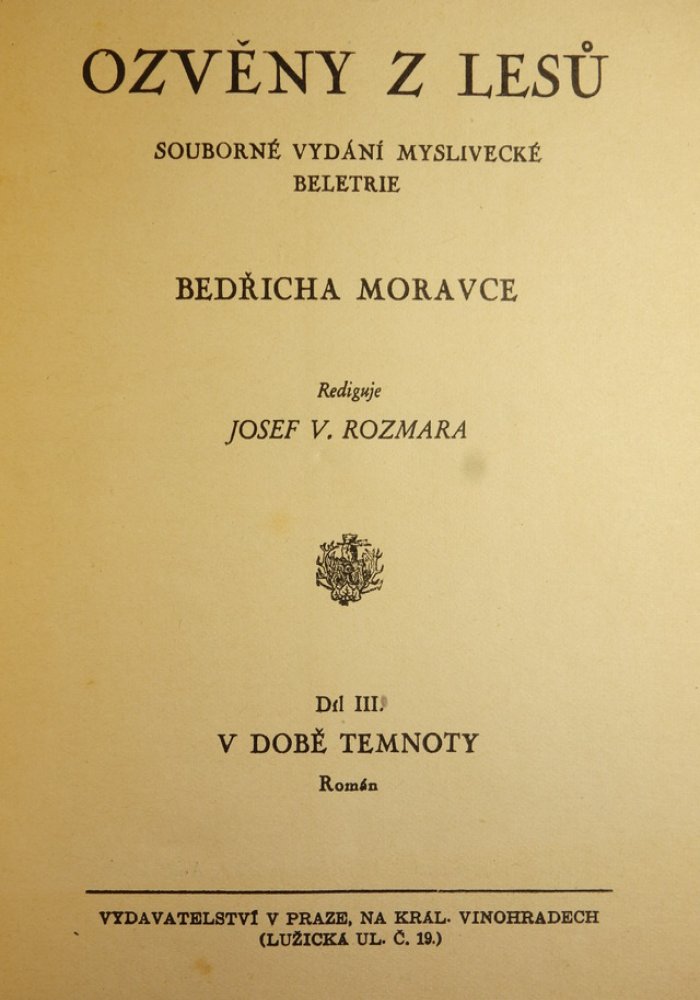 OZVĚNY Z LESŮ
SOUBORNÉ VYDÁNÍ MYSLIVECKÉ
BELETRIE
BEDŘICHA MORAVCE
Rediguje
JOSEF V. ROZMARA
Díl III.
V DOBĚ TEMNOTY
Román
VYDAVATELSTVÍ V PRAZE, NA KRÁL. VINOHRADECH
(LUŽICKÁ UL. Č. 19.)